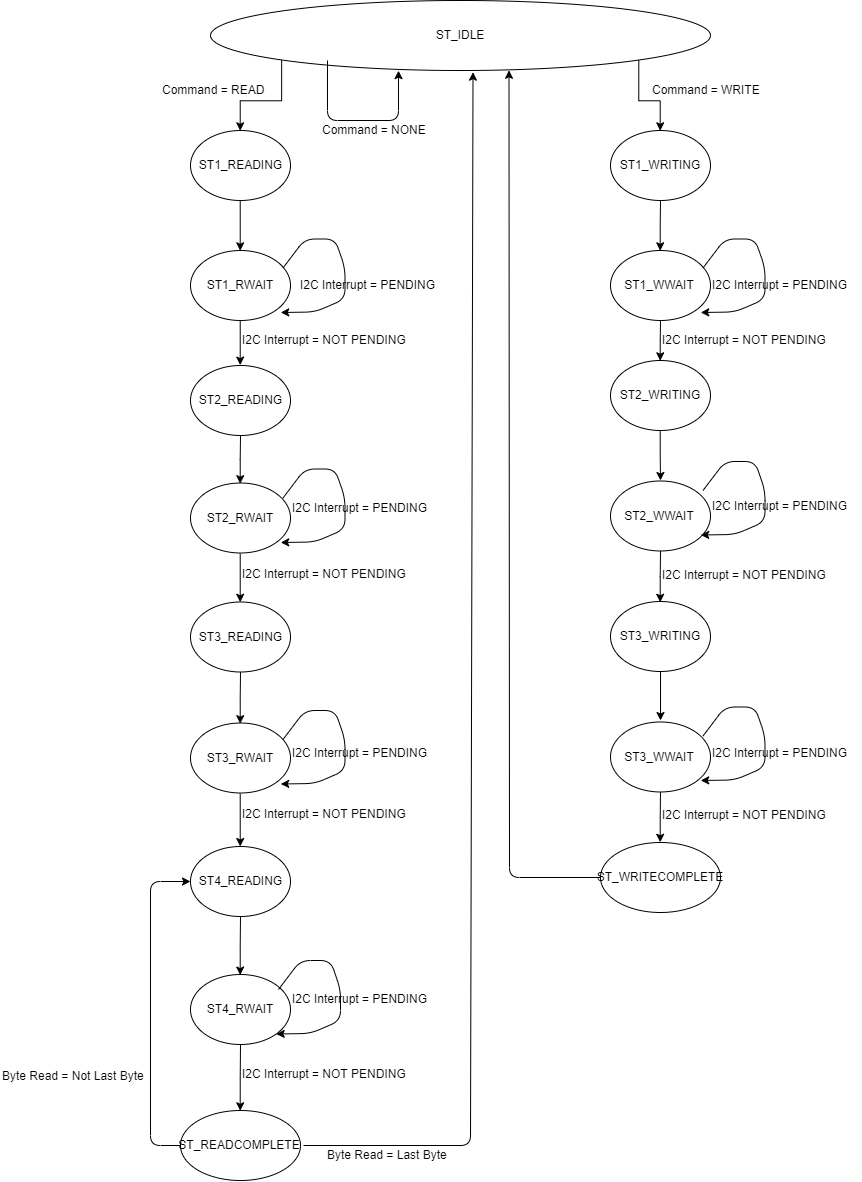 ST_IDLE
Command = READ
Command = WRITE
Command = NONE
ST1_READING
ST1_WRITING
ST1_RWAIT
I2C Interrupt = PENDING
ST1_WWAIT
I2C Interrupt = PENDING
I2C Interrupt = NOT PENDING
I2C Interrupt = NOT PENDING
ST2_READING
ST2_WRITING
ST2_RWAIT
I2C Interrupt = PENDING
ST2_WWAIT
I2C Interrupt = PENDING
I2C Interrupt = NOT PENDING
I2C Interrupt = NOT PENDING
ST3_READING
ST3_WRITING
ST3_RWAIT
I2C Interrupt = PENDING
ST3_WWAIT
I2C Interrupt = PENDING
I2C Interrupt = NOT PENDING
I2C Interrupt = NOT PENDING
ST4_READING
ST_WRITECOMPLETE
ST4_RWAIT
I2C Interrupt = PENDING
I2C Interrupt = NOT PENDING
Byte Read = Not Last Byte
ST_READCOMPLETE
Byte Read = Last Byte